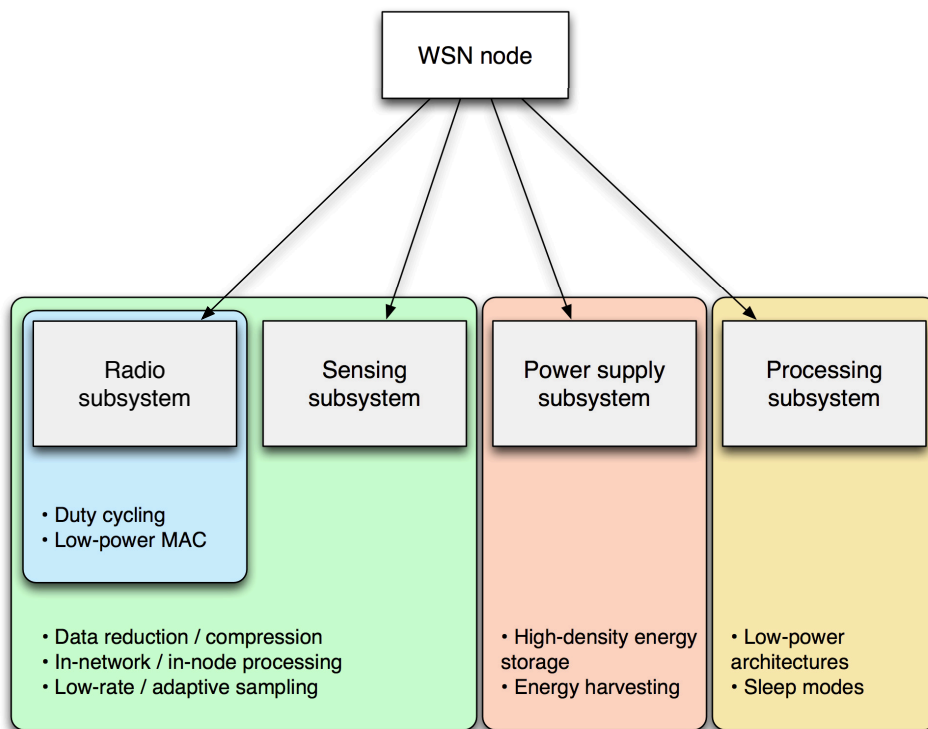 WSN node
Radio
subsystem
Sensing
subsystem
Power supply
subsystem
Processing
subsystem
• Duty cycling
• Low-power MAC
• Data reduction / compression
• In-network / in-node processing
• Low-rate / adaptive sampling
• High-density energy
storage
• Energy harvesting
• Low-power
architectures
• Sleep modes